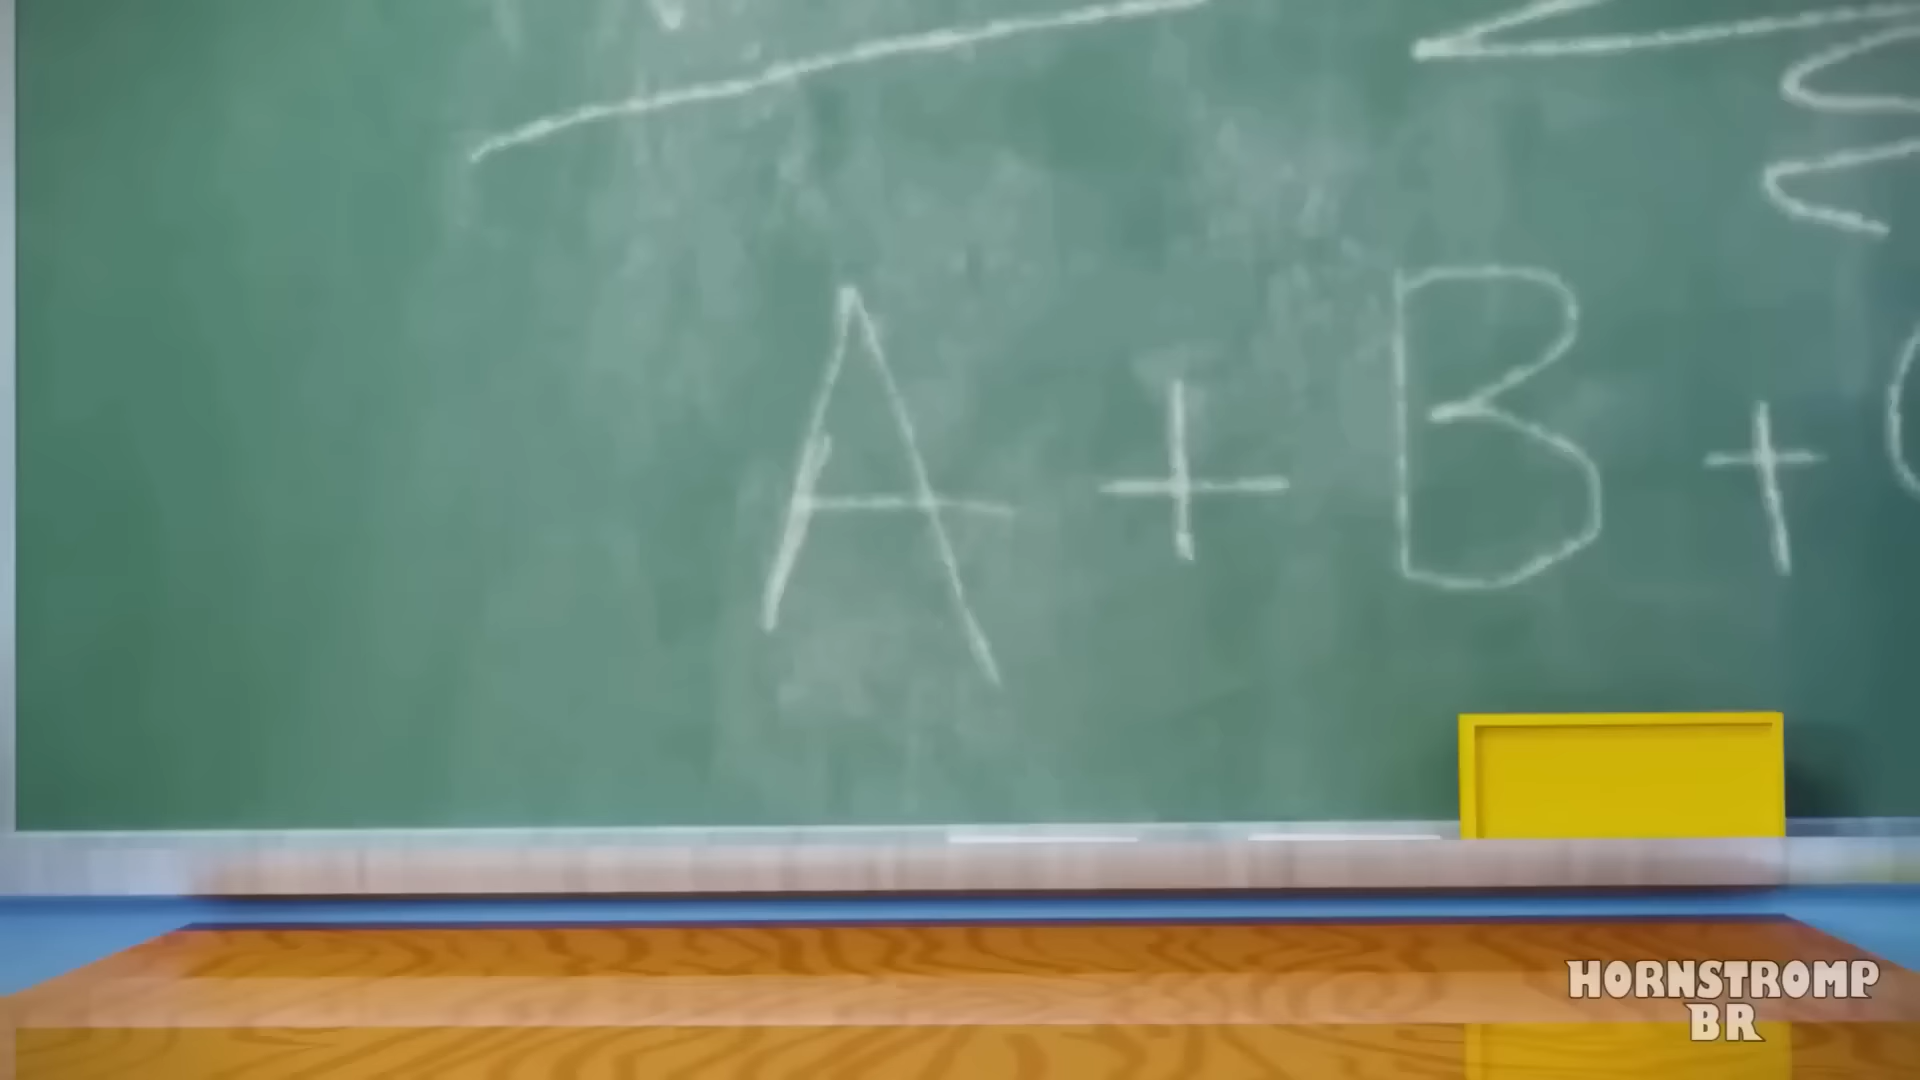 A + B +
HORNSTROMP
BR